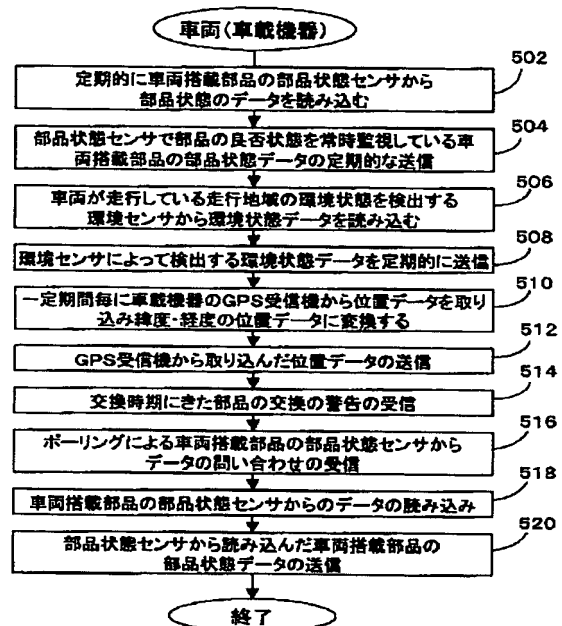 車両(車載機器)
502
定期的に車両搭載部品の部品状態センサから
部品状態のデータを読み込む
504
部品状態センサで部品の良否状態を常時監視している車
両搭載部品の部品状態データの定期的な送信
506
車両が走行している走行地域の環境状態を検出する
環境センサから環境状態データを読み込む
508
環境センサによって検出する環境状態データを定期的に送信
510
一定期間毎に車載機器のGPS受信機から位置データを取り
込み緯度・経度の位置データに変換する
512
GPS受信機から取り込んだ位置データの送信
514
交換時期にきた部品の交換の警告の受信
516
ポーリングによる車両搭載部品の部品状態センサから
データの問い合わせの受信
518
車両搭載部品の部品状態センサからのデータの読み込み
520
部品状態センサから読み込んだ車両搭載部品の
部品状態データの送信
終了